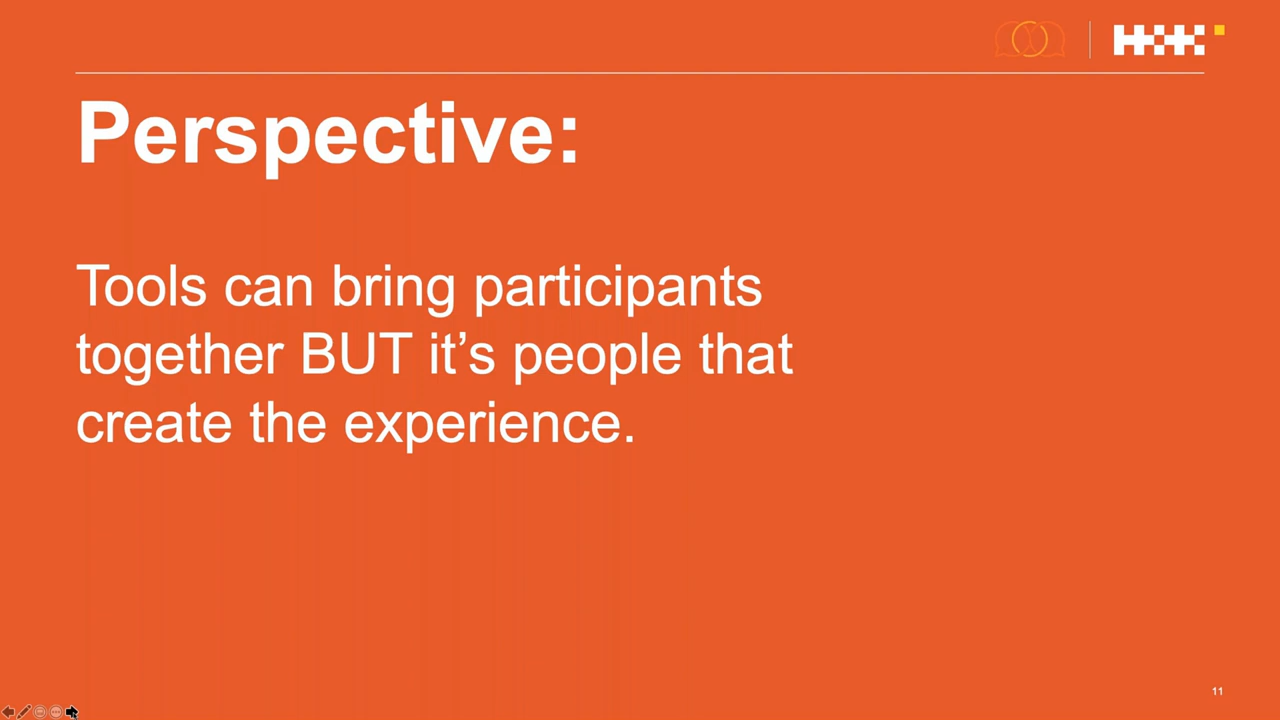 Perspective:
Tools can bring participants
together BUT it’s people that
create the experience.
11